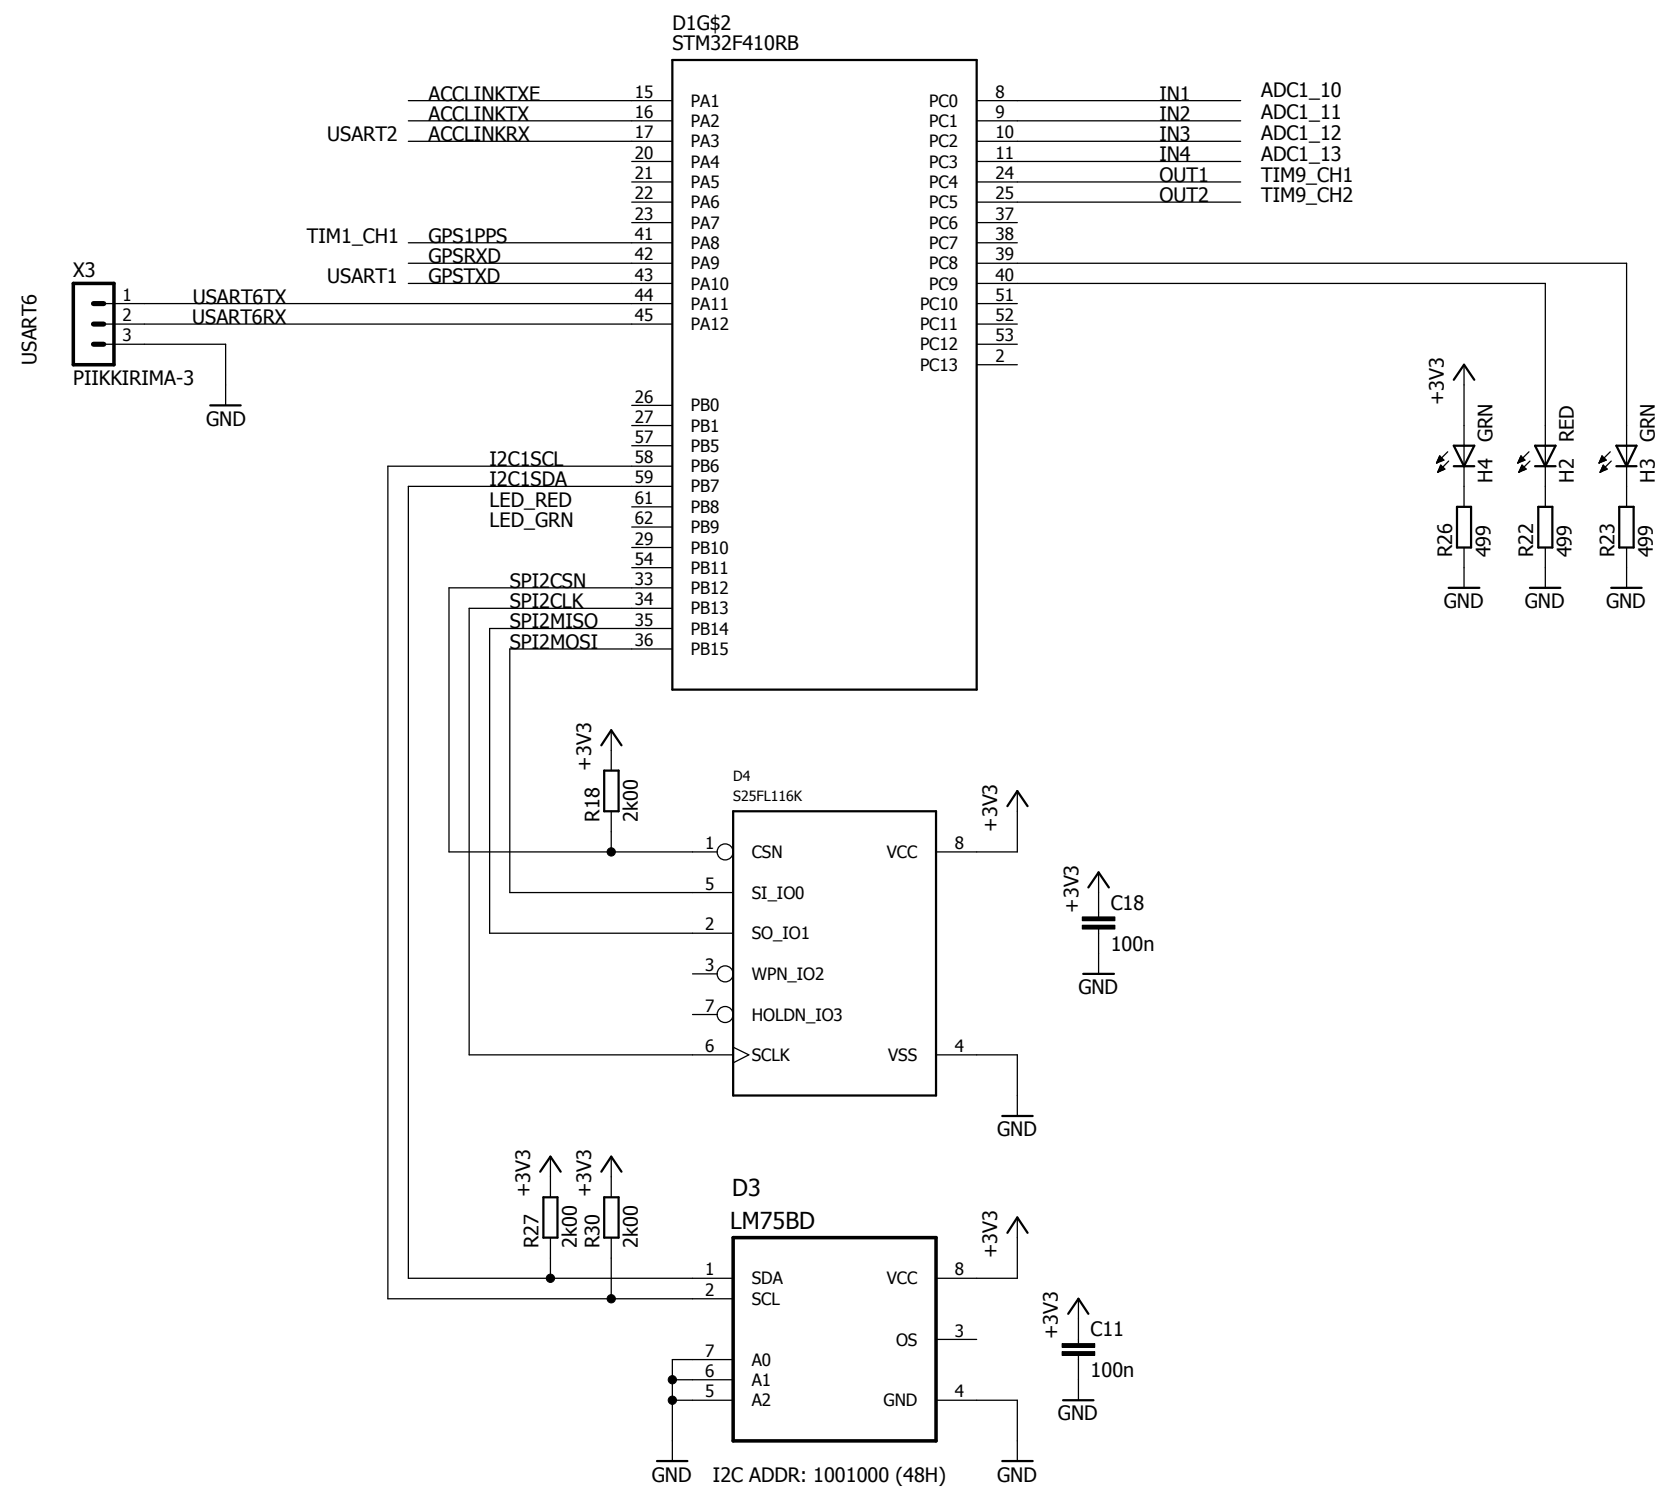 D1G$2
STM32F410RB
ACCLINKTXE 15 PA1 PC0 8 IN1 ADC1_10
ACCLINKTX 16 PA2 PC1 9 IN2 ADC1_11
USART2 ACCLINKRX 17 PA3 PC2 10 IN3 ADC1_12
20 PA4 PC3 11 IN4 ADC1_13
21 PA5 PC4 24 OUT1 TIM9_CH1
22 PA6 PC5 25 OUT2 TIM9_CH2
23 PA7 PC6 37
TIM1_CH1 GPS1PPS 41 PA8 PC7 38
GPSRXD 42 PA9 PC8 39
USART1 GPSTXD 43 PA10 PC9 40
X3
USART6
1 USART6TX 44 PA11 PC10 51
2 USART6RX 45 PA12 PC11 52
3 PC12 53
PC13 2
PIIKKIRIMA-3
GND
26 PB0
27 PB1
57 PB5
I2C1SCL 58 PB6
I2C1SDA 59 PB7
LED_RED 61 PB8
LED_GRN 62 PB9
29 PB10
54 PB11
SPI2CSN 33 PB12
SPI2CLK 34 PB13
SPI2MISO 35 PB14
SPI2MOSI 36 PB15
+3V3
H4 GRN
H2 RED
H3 GRN
R26 499
R22 499
R23 499
GND GND GND
+3V3
R18 2k00
D4
S25FL116K
+3V3
1 CSN VCC 8
5 SI_IO0
2 SO_IO1
3 WPN_IO2
7 HOLDN_IO3
6 SCLK VSS 4
GND
+3V3
C18
100n
GND
+3V3 +3V3
R27 2k00
R30 2k00
D3
LM75BD
+3V3
1 SDA VCC 8
2 SCL
OS 3
7 A0
6 A1
5 A2 GND 4
+3V3
C11
100n
GND
GND I2C ADDR: 1001000 (48H) GND